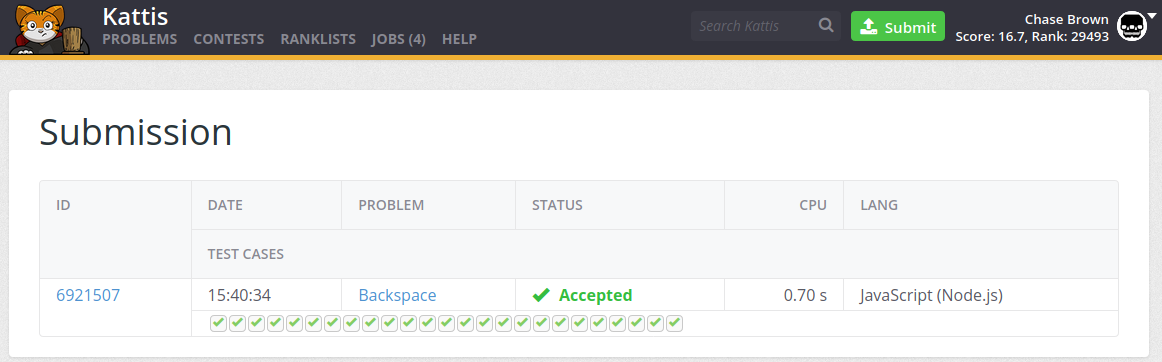 Kattis
PROBLEMS CONTESTS RANKLISTS JOBS (4) HELP
Search Kattis
Submit
Chase Brown
Score: 16.7, Rank: 29493
Submission
ID DATE PROBLEM STATUS CPU LANG
TEST CASES
6921507 15:40:34 Backspace Accepted 0.70 s JavaScript (Node.js)